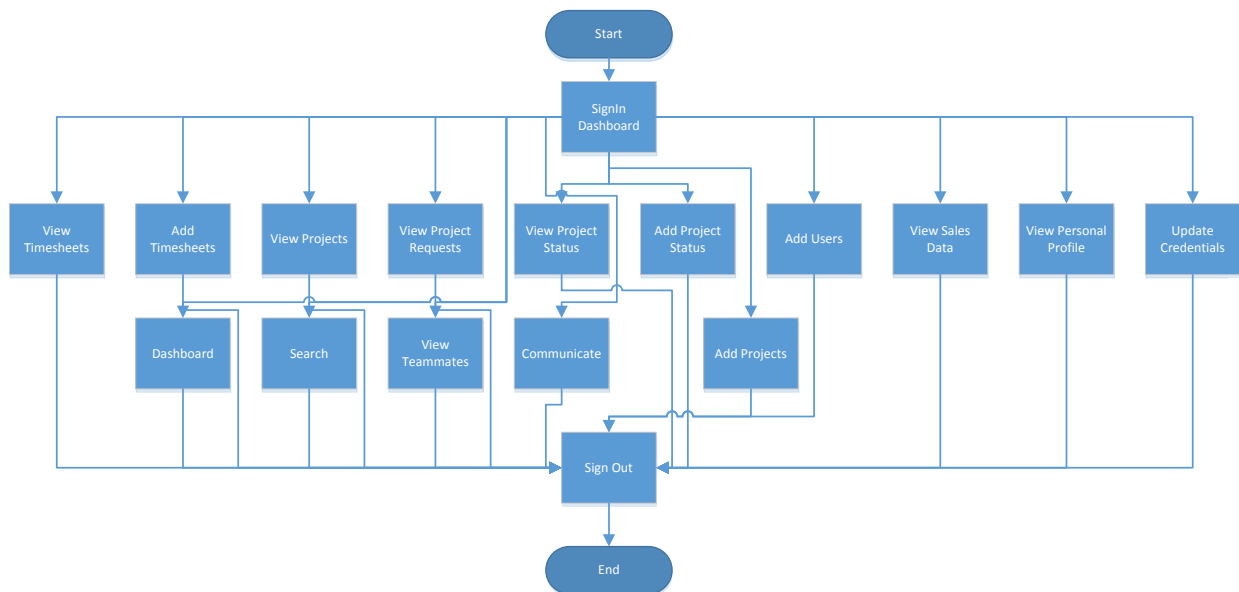 Start
SignIn
Dashboard
View
Timesheets
Add
Timesheets
View Projects
View Project
Requests
View Project
Status
Add Project
Status
Add Users
View Sales
Data
View Personal
Profile
Update
Credentials
Dashboard
Search
View
Teammates
Communicate
Add Projects
Sign Out
End